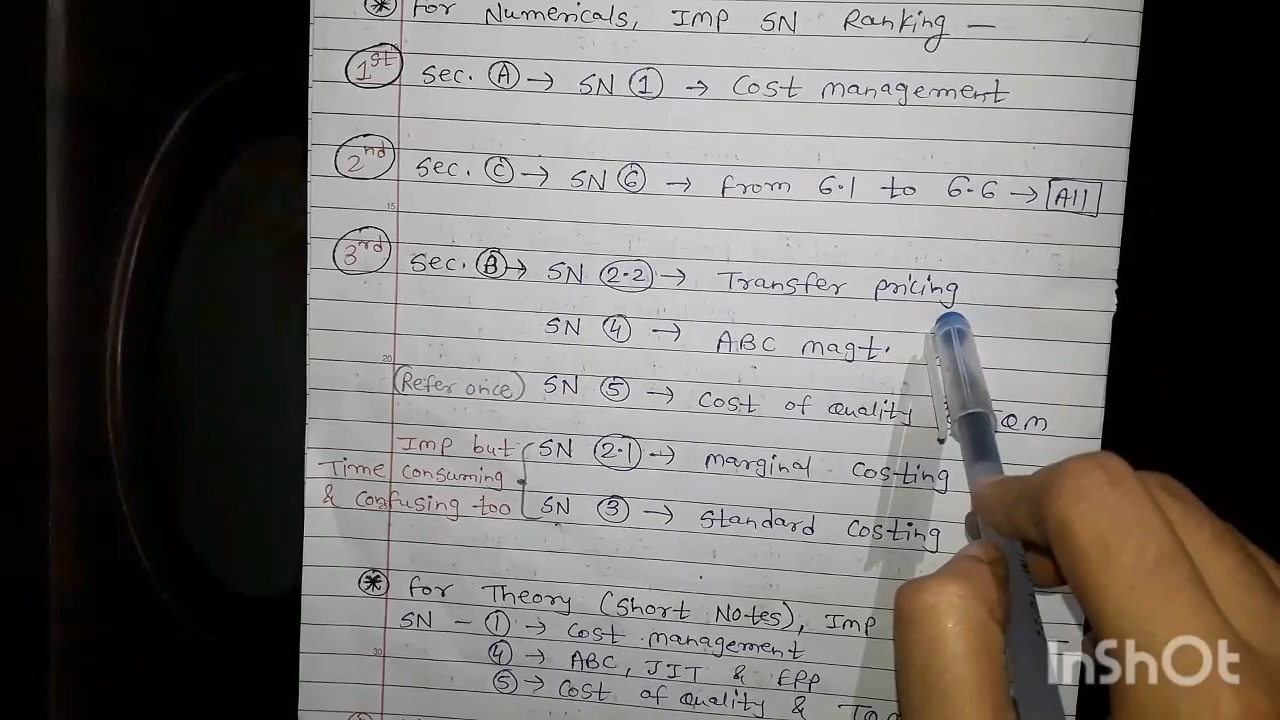 * For Numericals, IMP SN Ranking —
1st Sec. A → SN 1 → Cost management
2nd Sec. C → SN 6 → from 6.1 to 6.6 → All
15
3rd Sec. B → SN 2.2 → Transfer pricing
SN 4 → ABC magt.
20
(Refer once) SN 5 → Cost of quality
Imp but SN 2.1 → marginal costing
Time consuming
& confusing too SN 3 → Standard costing
* For Theory (Short Notes), Imp
SN - 1 → Cost management
30
4 → ABC, JIT &
5 → Cost of quality &
InShOt